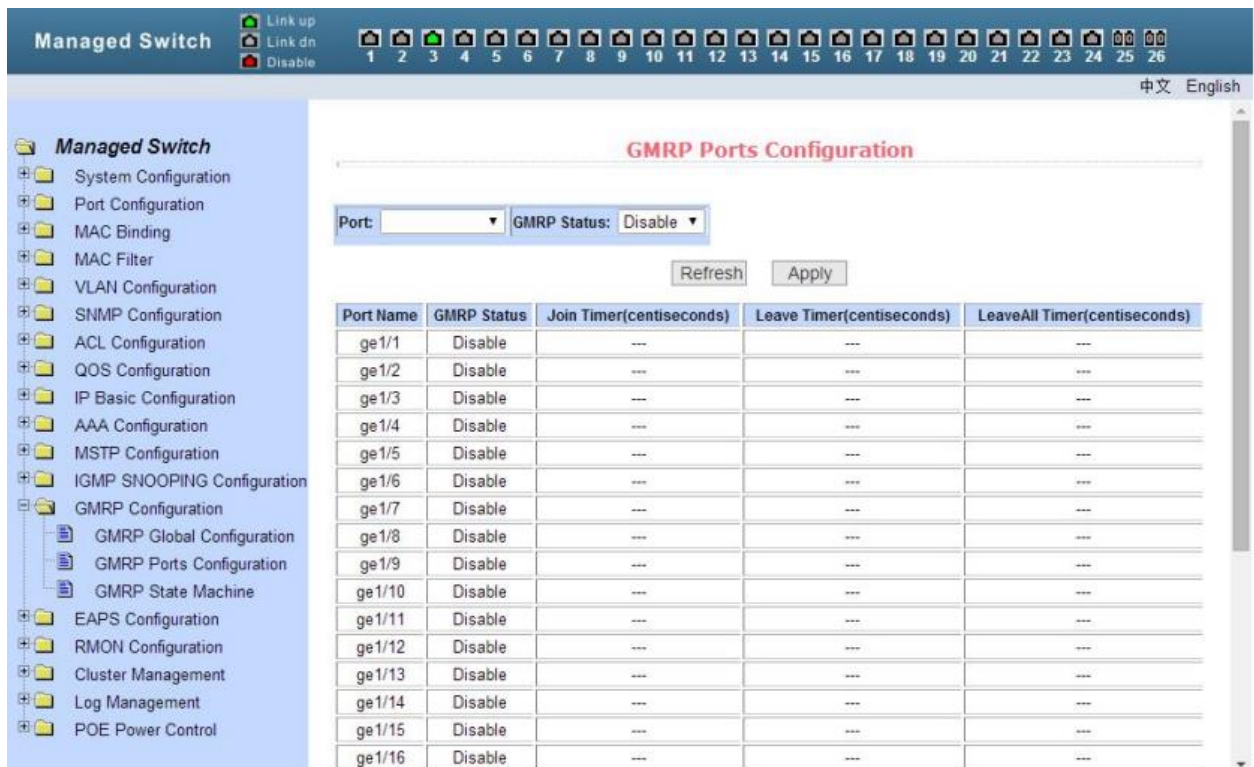 Managed Switch
Link up
Link dn
Disable
1 2 3 4 5 6 7 8 9 10 11 12 13 14 15 16 17 18 19 20 21 22 23 24 25 26
中文 English
Managed Switch
System Configuration
Port Configuration
MAC Binding
MAC Filter
VLAN Configuration
SNMP Configuration
ACL Configuration
QOS Configuration
IP Basic Configuration
AAA Configuration
MSTP Configuration
IGMP SNOOPING Configuration
GMRP Configuration
GMRP Global Configuration
GMRP Ports Configuration
GMRP State Machine
EAPS Configuration
RMON Configuration
Cluster Management
Log Management
POE Power Control
GMRP Ports Configuration
Port: GMRP Status: Disable
Refresh Apply
Port Name GMRP Status Join Timer(centiseconds) Leave Timer(centiseconds) LeaveAll Timer(centiseconds)
ge1/1 Disable --- --- ---
ge1/2 Disable --- --- ---
ge1/3 Disable --- --- ---
ge1/4 Disable --- --- ---
ge1/5 Disable --- --- ---
ge1/6 Disable --- --- ---
ge1/7 Disable --- --- ---
ge1/8 Disable --- --- ---
ge1/9 Disable --- --- ---
ge1/10 Disable --- --- ---
ge1/11 Disable --- --- ---
ge1/12 Disable --- --- ---
ge1/13 Disable --- --- ---
ge1/14 Disable --- --- ---
ge1/15 Disable --- --- ---
ge1/16 Disable --- --- ---